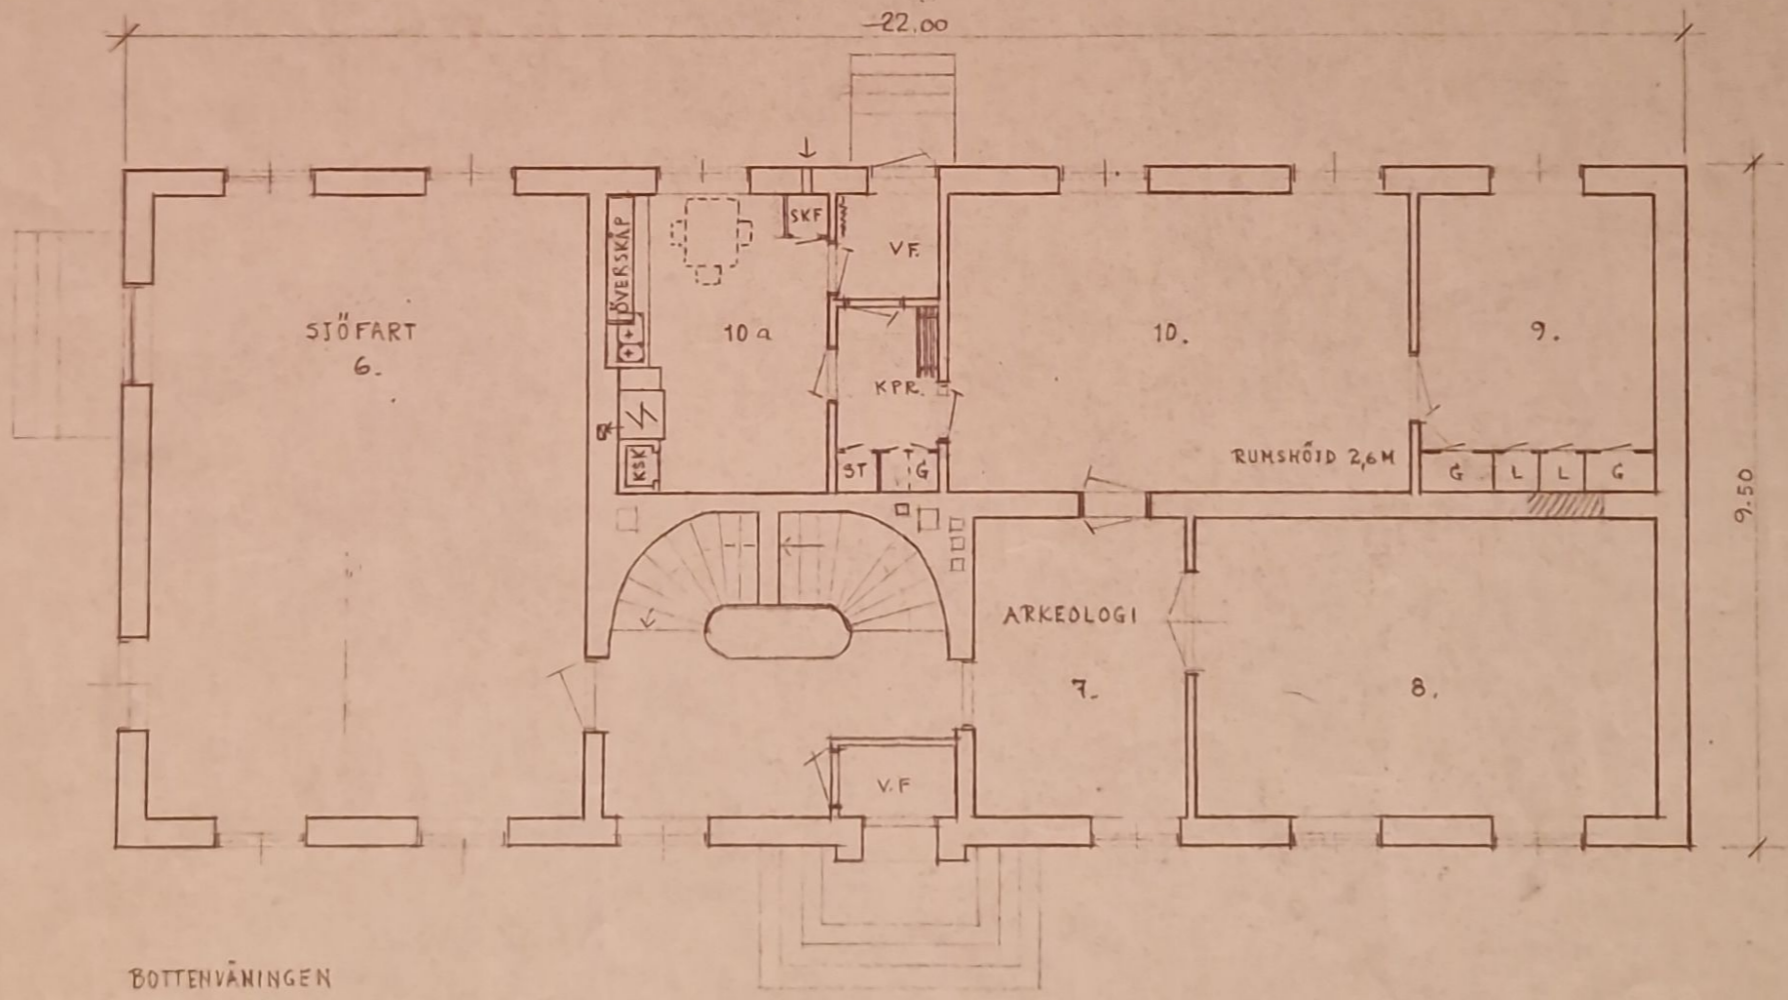 22.00
SKF
ÖVERSKÅP
VF.
SJÖFART
6.
10 a
10.
9.
KPR.
RUMSHÖJD 2,6 M
KSK
ST
G
G
L
L
G
9.50
ARKEOLOGI
7.
8.
V.F
BOTTENVÅNINGEN